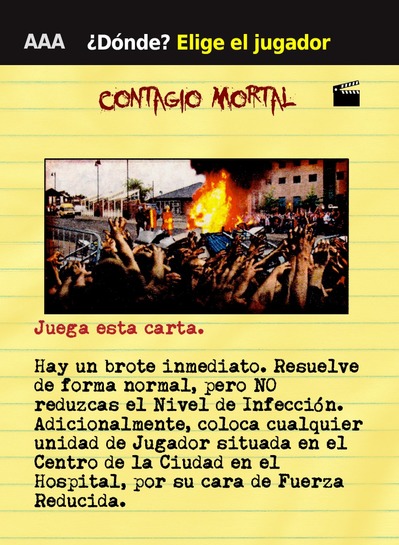 AAA ¿Dónde? Elige el jugador
CONTAGIO MORTAL
Juega esta carta.
Hay un brote inmediato. Resuelve
de forma normal, pero NO
reduzcas el Nivel de Infección.
Adicionalmente, coloca cualquier
unidad de Jugador situada en el
Centro de la Ciudad en el
Hospital, por su cara de Fuerza
Reducida.